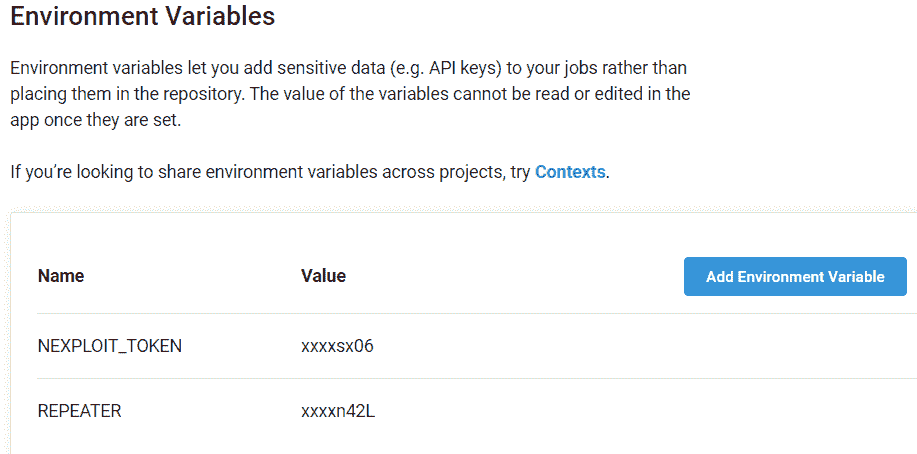 Environment Variables
Environment variables let you add sensitive data (e.g. API keys) to your jobs rather than
placing them in the repository. The value of the variables cannot be read or edited in the
app once they are set.
If you’re looking to share environment variables across projects, try Contexts.
Name Value Add Environment Variable
NEXPLOIT_TOKEN xxxxsx06
REPEATER xxxxn42L